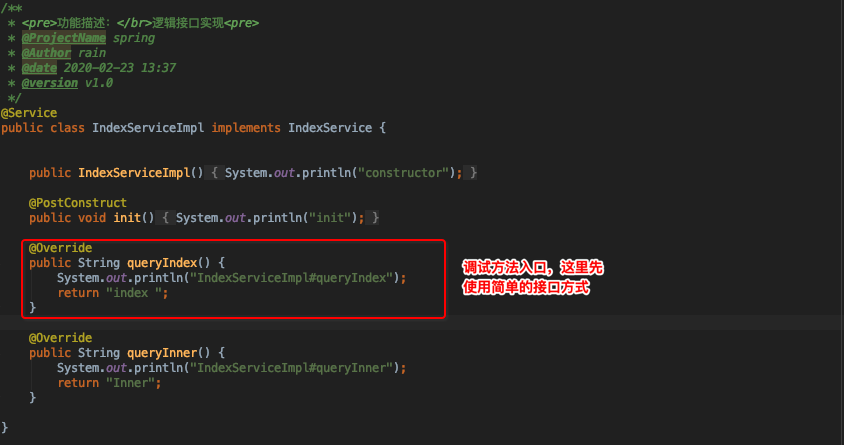 /**
 * <pre>功能描述: </br>逻辑接口实现<pre>
 * @ProjectName spring
 * @Author rain
 * @date 2020-02-23 13:37
 * @version v1.0
 */
@Service
public class IndexServiceImpl implements IndexService {
    public IndexServiceImpl() { System.out.println("constructor"); }
    @PostConstruct
    public void init() { System.out.println("init"); }
    @Override
    public String queryIndex() {
        System.out.println("IndexServiceImpl#queryIndex");
        return "index ";
    }
调试方法入口，这里先
使用简单的接口方式
    @Override
    public String queryInner() {
        System.out.println("IndexServiceImpl#queryInner");
        return "Inner";
    }
}